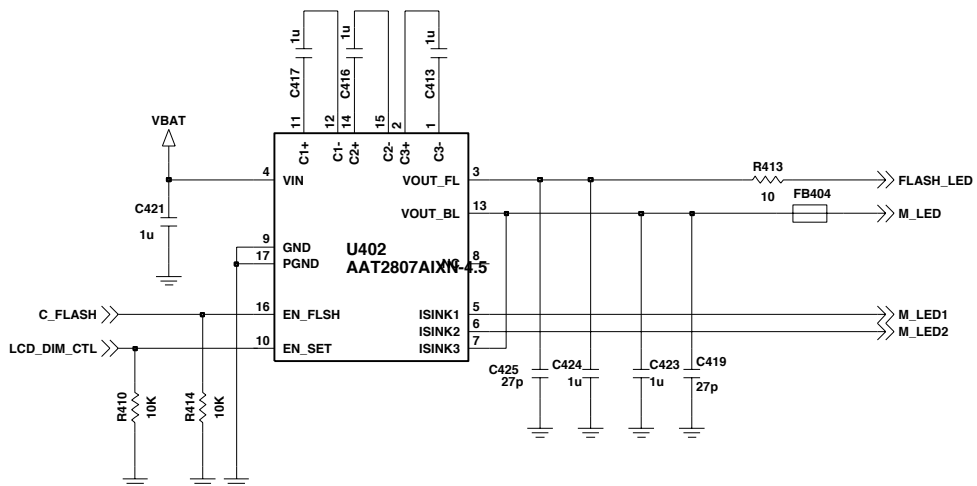 1u
1u
1u
C417
C416
C413
11
12
14
15
2
1
VBAT
C1+
C1-
C2+
C2-
C3+
C3-
4
VIN
VOUT_FL
3
R413
10
FLASH_LED
C421
1u
VOUT_BL
13
FB404
M_LED
9
GND
17
PGND
U402
AAT2807AIXN-4.5
NC
8
C_FLASH
16
EN_FLSH
ISINK1
5
M_LED1
ISINK2
6
M_LED2
LCD_DIM_CTL
10
EN_SET
ISINK3
7
C425
27p
C424
1u
C423
1u
C419
27p
R410
10K
R414
10K